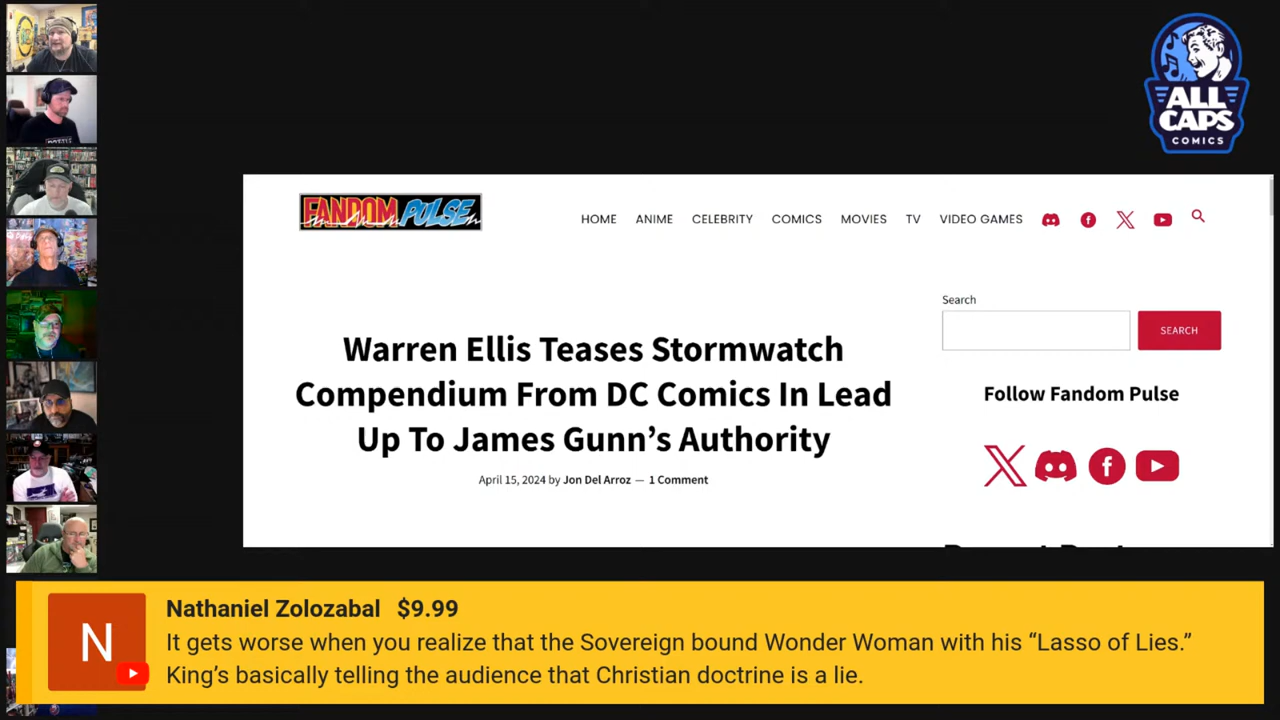 ALL
CAPS
COMICS
FANDOM PULSE
HOME ANIME CELEBRITY COMICS MOVIES TV VIDEO GAMES
Search
SEARCH
Warren Ellis Teases Stormwatch
Compendium From DC Comics In Lead
Up To James Gunn’s Authority
April 15, 2024 by Jon Del Arroz — 1 Comment
Follow Fandom Pulse
N
Nathaniel Zolozabal $9.99
It gets worse when you realize that the Sovereign bound Wonder Woman with his “Lasso of Lies.”
King’s basically telling the audience that Christian doctrine is a lie.